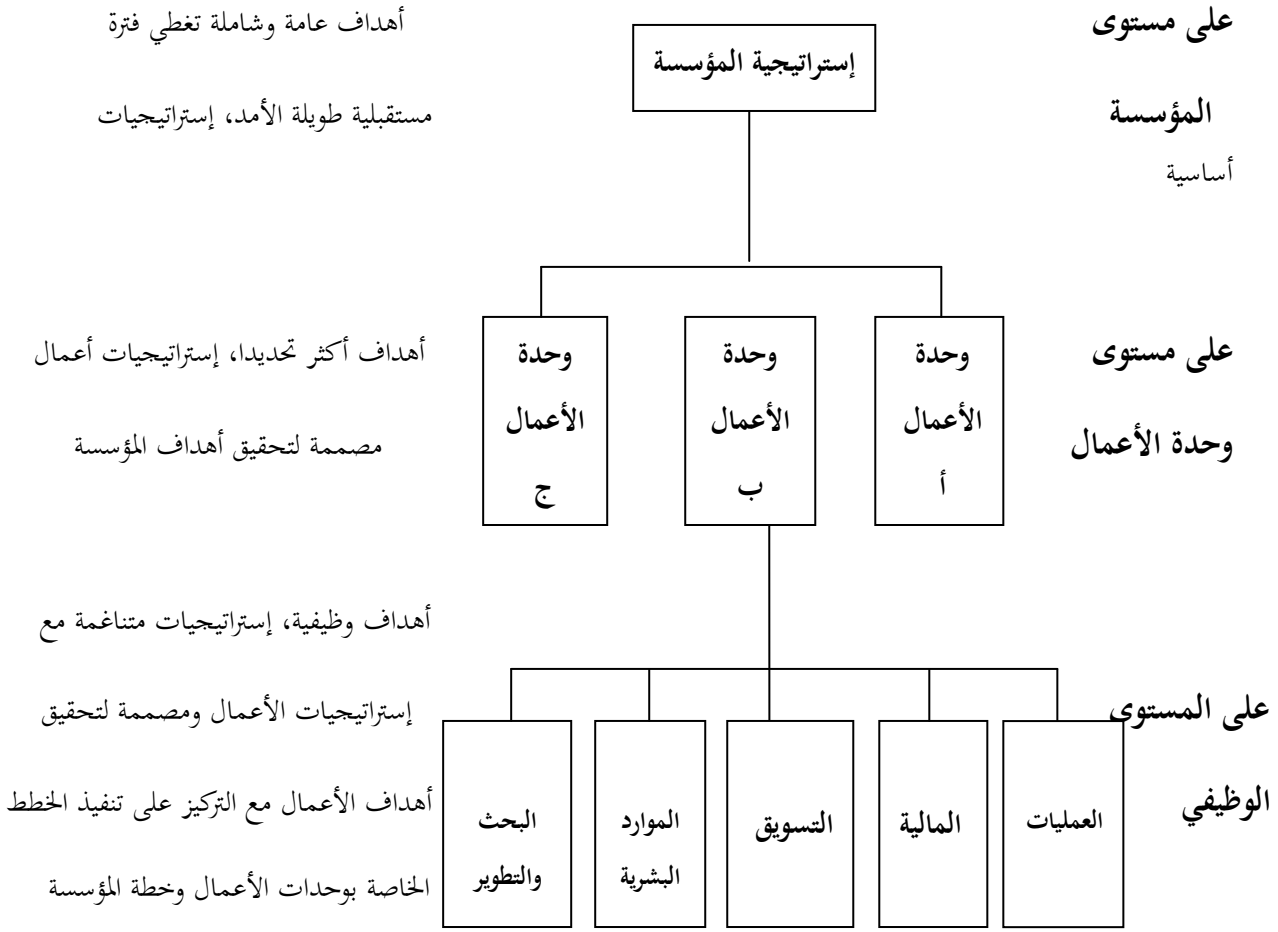 على مستوى
المؤسسة
أساسية
إستراتيجية المؤسسة
أهداف عامة وشاملة تغطي فترة
مستقبلية طويلة الأمد، إستراتيجيات
على مستوى
وحدة الأعمال
وحدة
الأعمال
أ
وحدة
الأعمال
ب
وحدة
الأعمال
ج
أهداف أكثر تحديدا، إستراتيجيات أعمال
مصممة لتحقيق أهداف المؤسسة
على المستوى
الوظيفي
العمليات
المالية
التسويق
الموارد
البشرية
البحث
والتطوير
أهداف وظيفية، إستراتيجيات متناغمة مع
إستراتيجيات الأعمال ومصممة لتحقيق
أهداف الأعمال مع التركيز على تنفيذ الخطط
الخاصة بوحدات الأعمال وخطة المؤسسة